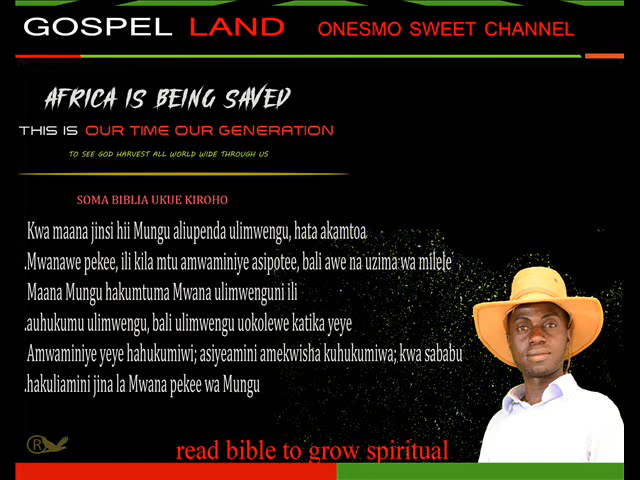 GOSPEL LAND ONESMO SWEET CHANNEL
AFRICA IS BEING SAVED
THIS IS OUR TIME OUR GENERATION
TO SEE GOD HARVEST ALL WORLD WIDE THROUGH US
SOMA BIBLIA UKUE KIROHO
Kwa maana jinsi hii Mungu aliupenda ulimwengu, hata akamtoa
.Mwanawe pekee, ili kila mtu amwaminiye asipotee, bali awe na uzima wa milele
Maana Mungu hakumtuma Mwana ulimwenguni ili
.auhukumu ulimwengu, bali ulimwengu uokolewe katika yeye
Amwaminiye yeye hahukumiwi; asiyeamini amekwisha kuhukumiwa; kwa sababu
.hakuliamini jina la Mwana pekee wa Mungu
R
read bible to grow spiritual